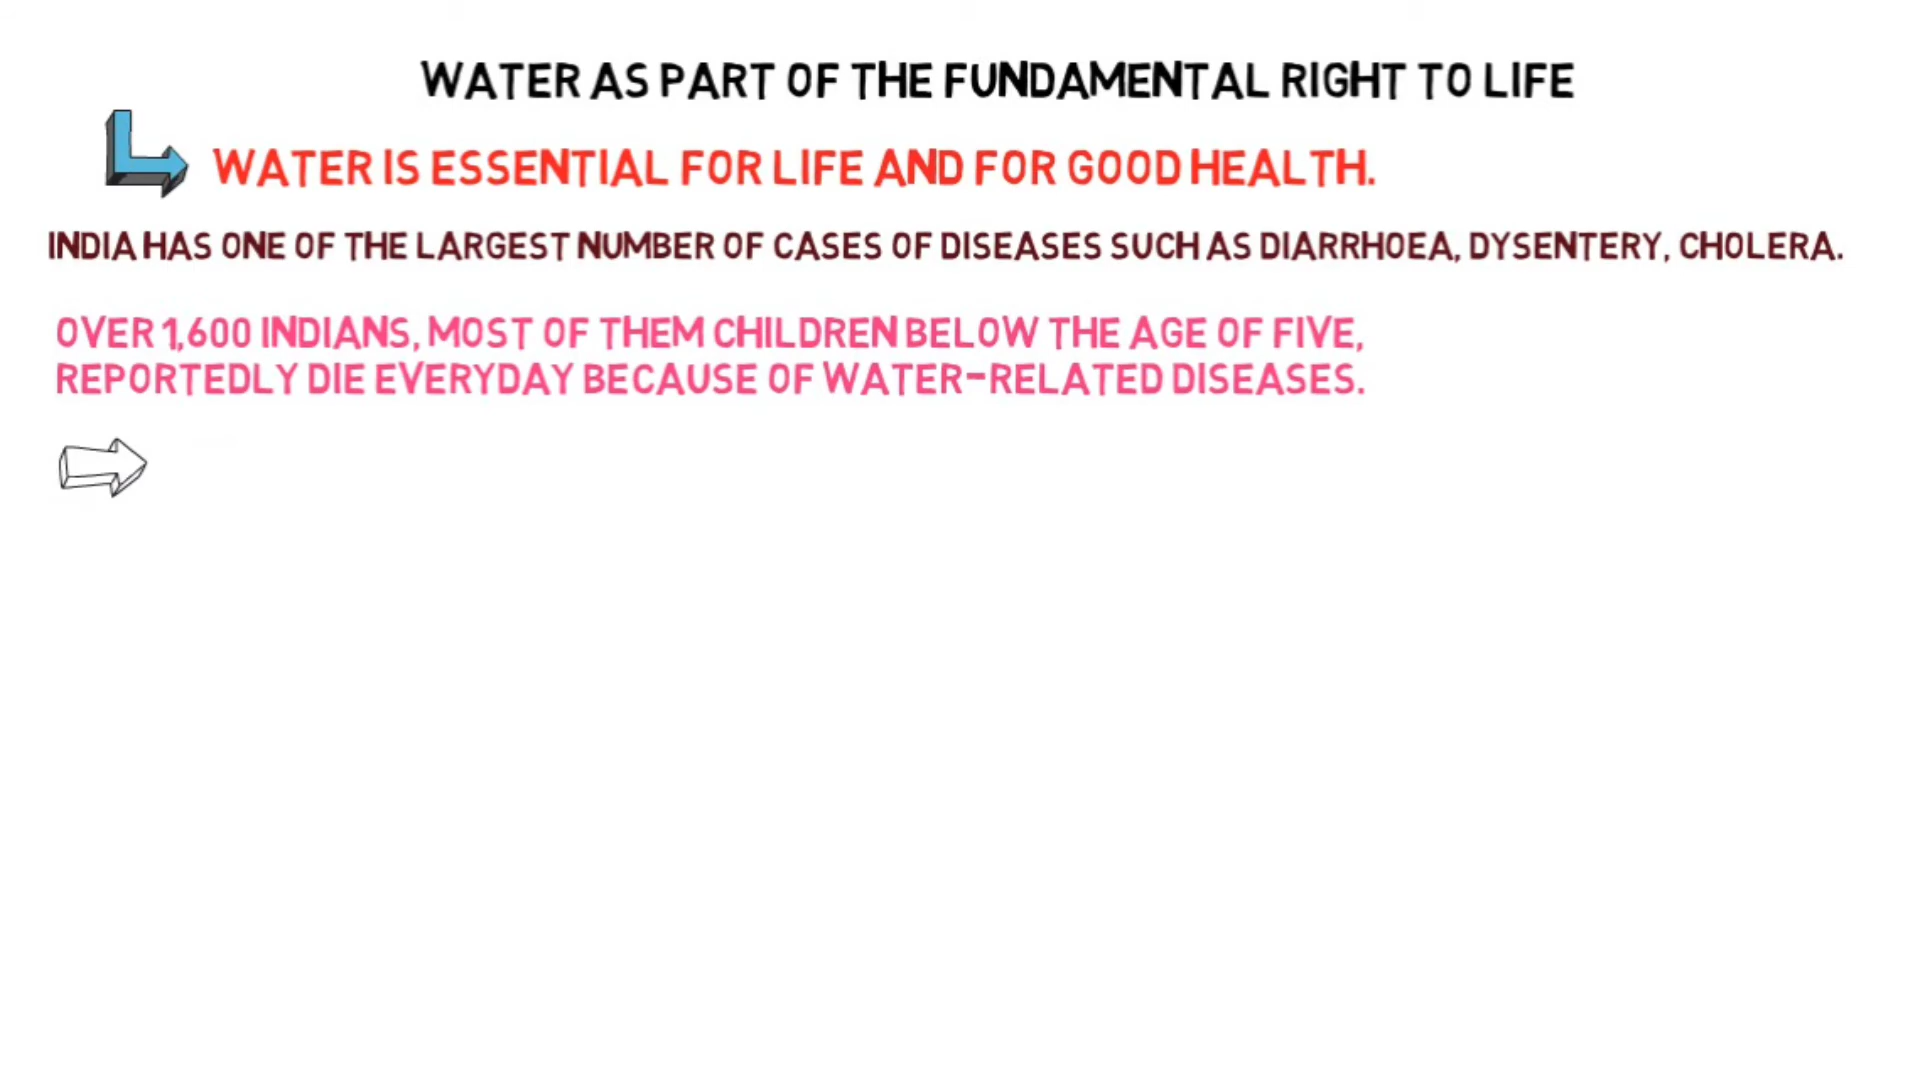 WATER AS PART OF THE FUNDAMENTAL RIGHT TO LIFE
WATER IS ESSENTIAL FOR LIFE AND FOR GOOD HEALTH.
INDIA HAS ONE OF THE LARGEST NUMBER OF CASES OF DISEASES SUCH AS DIARRHOEA, DYSENTERY, CHOLERA.
OVER 1,600 INDIANS, MOST OF THEM CHILDREN BELOW THE AGE OF FIVE,
REPORTEDLY DIE EVERYDAY BECAUSE OF WATER-RELATED DISEASES.